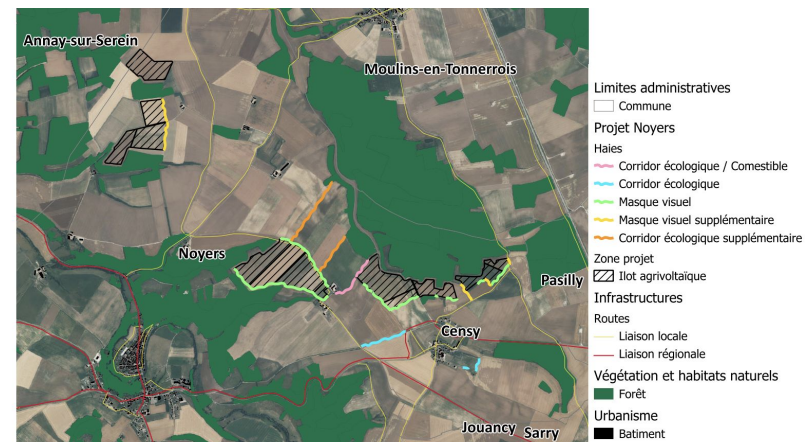 Annay-sur-Serein
Moulins-en-Tonnerrois
Noyers
Pasilly
Censy
Jouancy
Sarry
Limites administratives
Commune
Projet Noyers
Haies
Corridor écologique / Comestible
Corridor écologique
Masque visuel
Masque visuel supplémentaire
Corridor écologique supplémentaire
Zone projet
Ilot agrivoltaïque
Infrastructures
Routes
Liaison locale
Liaison régionale
Végétation et habitats naturels
Forêt
Urbanisme
Batiment